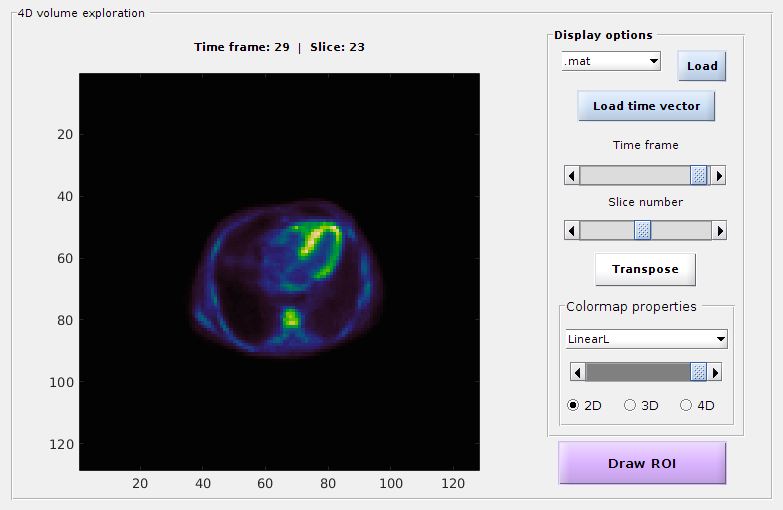 4D volume exploration
Time frame: 29 | Slice: 23
20
40
60
80
100
120
20 40 60 80 100 120
Display options
.mat
Load
Load time vector
Time frame
Slice number
Transpose
Colormap properties
LinearL
2D 3D 4D
Draw ROI